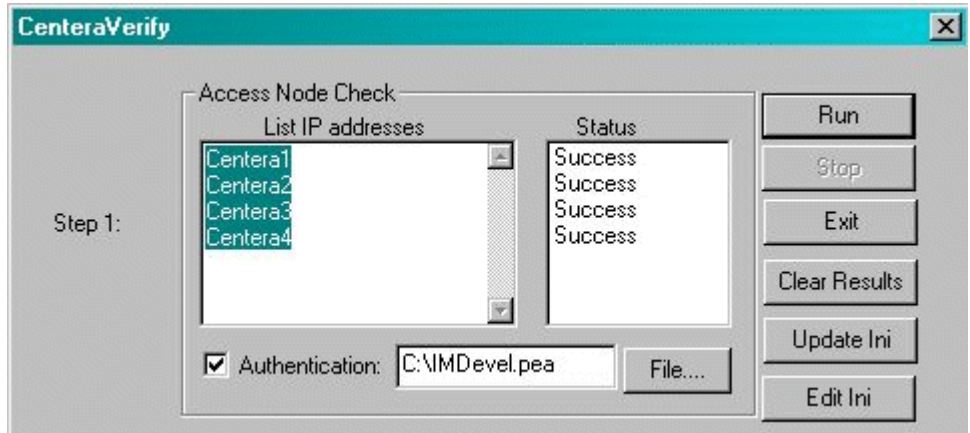 CenteraVerify
Access Node Check
List IP addresses Status
Run
Centera1 Success
Centera2 Success
Centera3 Success
Centera4 Success
Stop
Step 1:
Exit
Clear Results
Update Ini
Authentication: C:\IMDevel.pea File....
Edit Ini